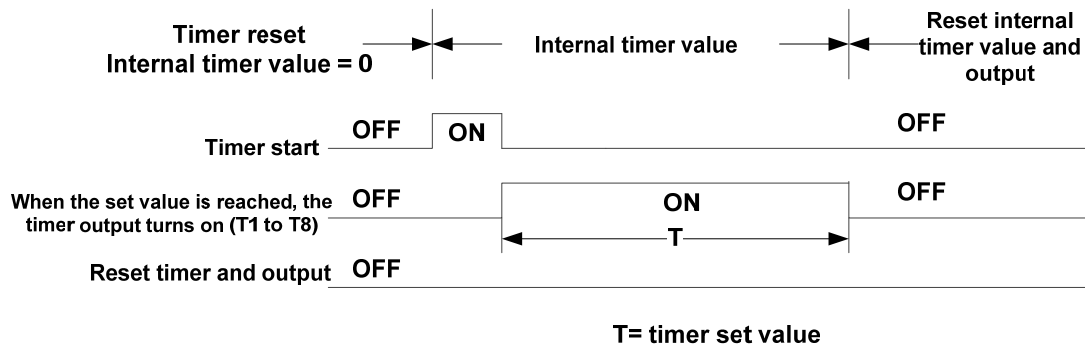 Timer reset
Internal timer value = 0
Internal timer value
Reset internal
timer value and
output
Timer start
OFF
ON
OFF
When the set value is reached, the
timer output turns on (T1 to T8)
OFF
ON
OFF
T
Reset timer and output
OFF
T= timer set value